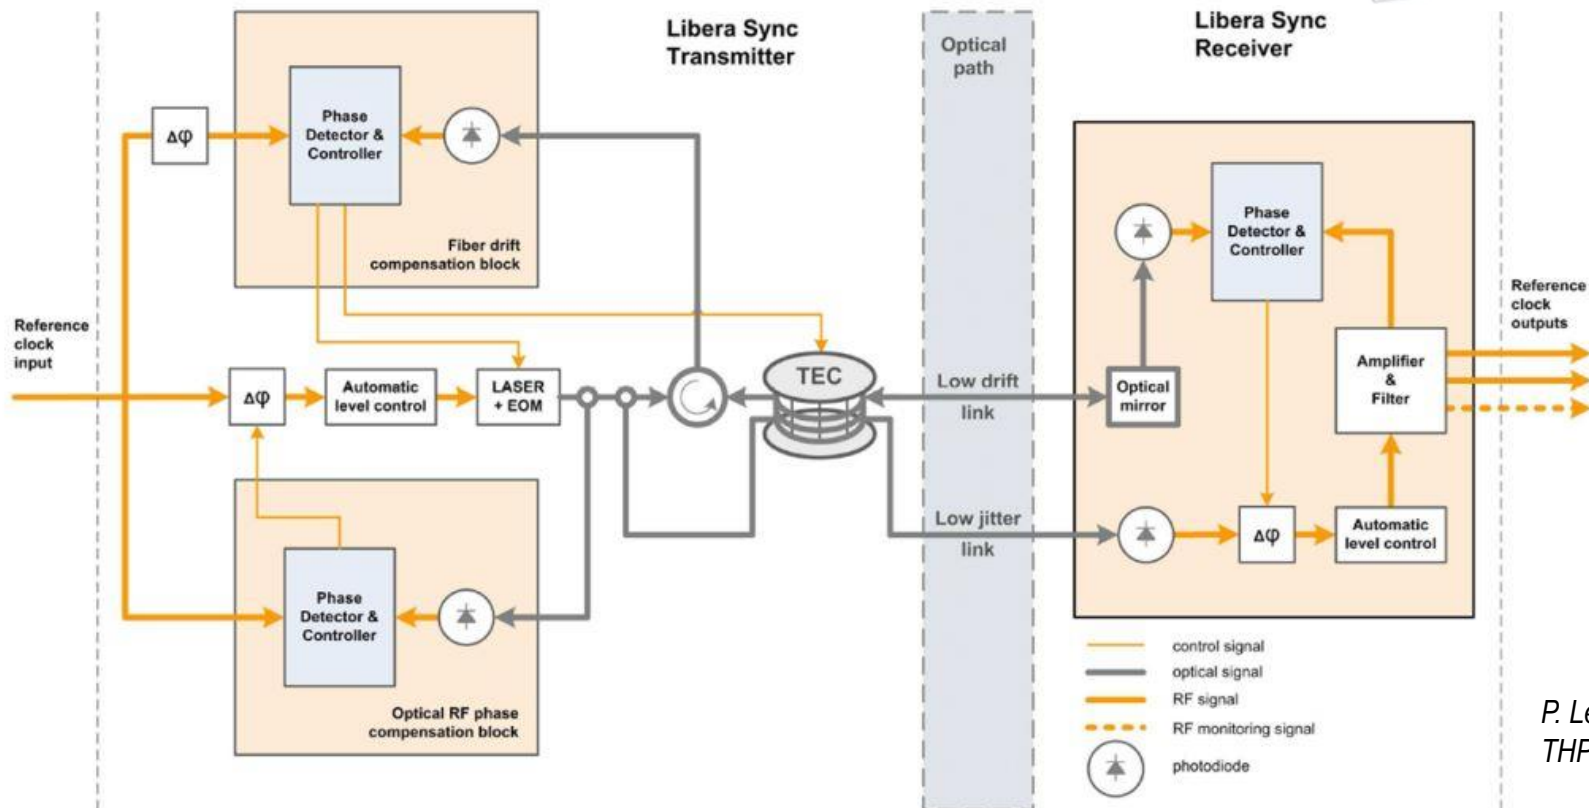 Libera Sync
Transmitter
Optical
path
Libera Sync
Receiver
Δφ
Phase
Detector &
Controller
Fiber drift
compensation block
Reference
clock
input
Δφ
Automatic
level control
LASER
+ EOM
TEC
Low drift
link
Low jitter
link
Phase
Detector &
Controller
Optical RF phase
compensation block
Phase
Detector &
Controller
Optical
mirror
Amplifier
&
Filter
Δφ
Automatic
level control
Reference
clock
outputs
control signal
optical signal
RF signal
RF monitoring signal
photodiode
P. Le
THP